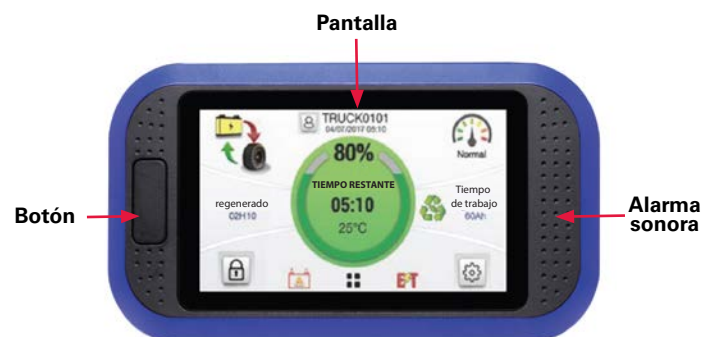 Pantalla
TRUCK0101
04/07/2017 05:10
80%
Normal
TIEMPO RESTANTE
05:10
25°C
regenerado
02H10
Tiempo
de trabajo
60Ah
Botón
Alarma
sonora